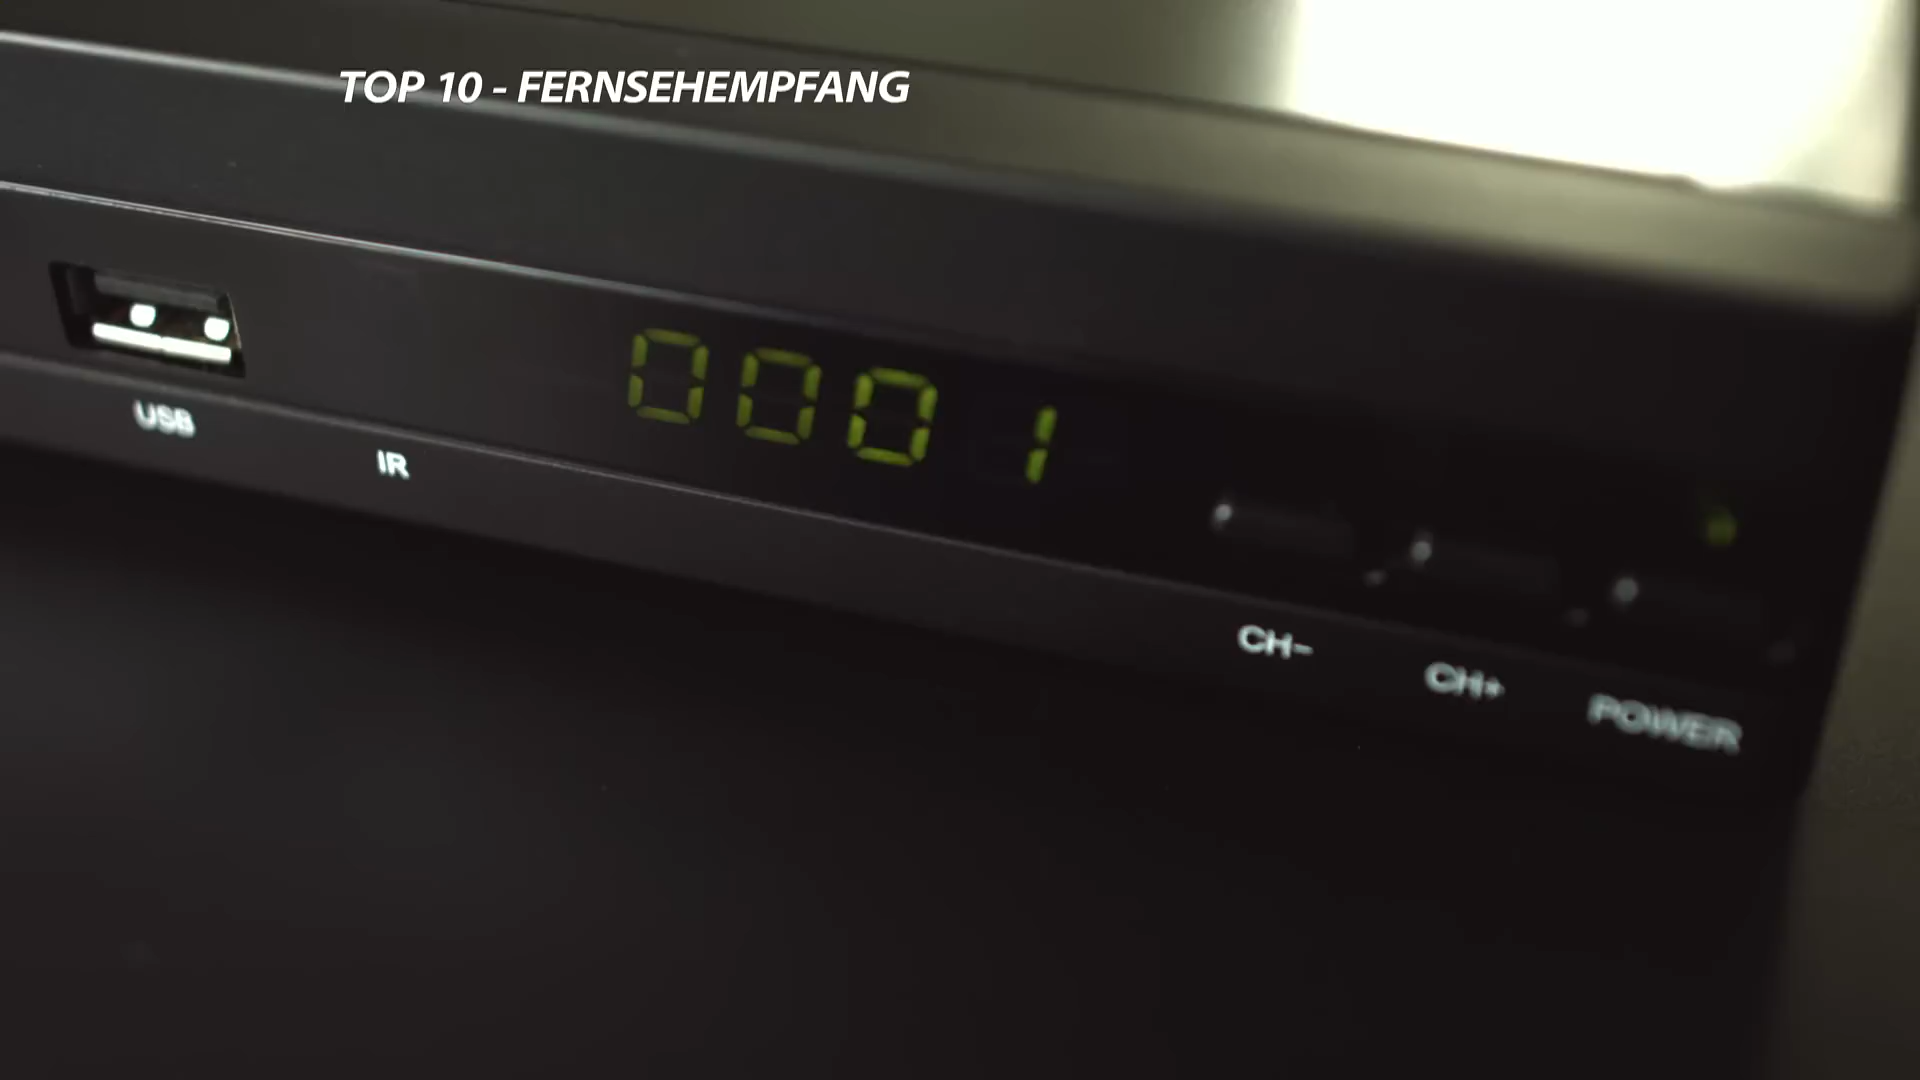 TOP 10 - FERNSEHEMPFANG
0001
USB
IR
CH-
CH+
POWER